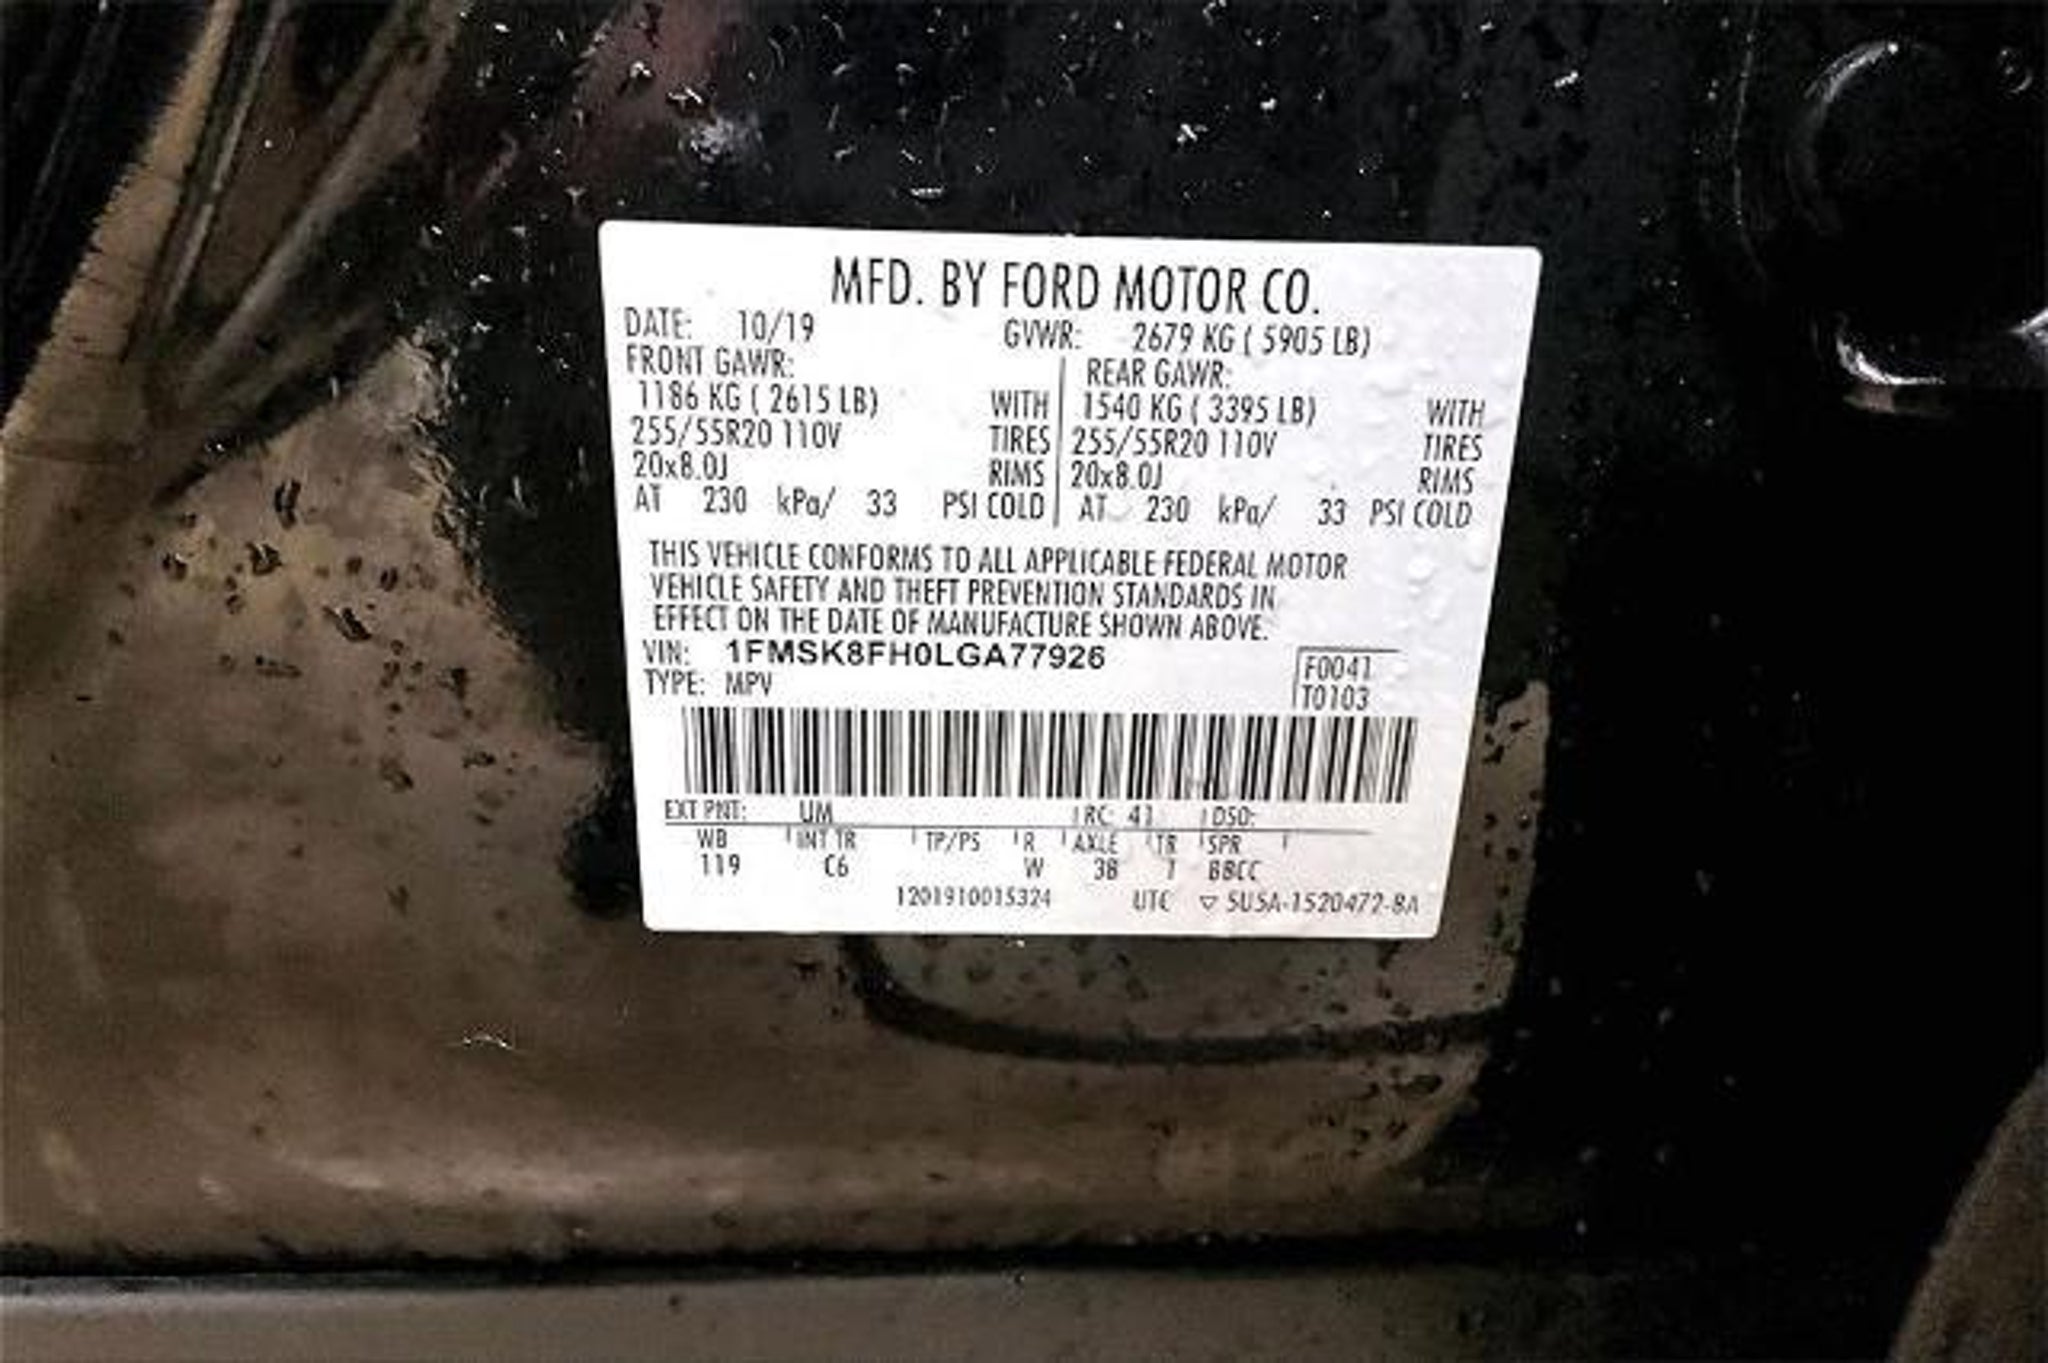 MFD. BY FORD MOTOR CO.
DATE: 10/19 GVWR: 2679 KG ( 5905 LB)
FRONT GAWR: REAR GAWR:
1186 KG ( 2615 LB) WITH 1540 KG ( 3395 LB) WITH
255/55R20 110V TIRES 255/55R20 110V TIRES
20x8.0J RIMS 20x8.0J RIMS
AT 230 kPa/ 33 PSI COLD AT 230 kPa/ 33 PSI COLD
THIS VEHICLE CONFORMS TO ALL APPLICABLE FEDERAL MOTOR
VEHICLE SAFETY AND THEFT PREVENTION STANDARDS IN
EFFECT ON THE DATE OF MANUFACTURE SHOWN ABOVE.
VIN: 1FMSK8FH0LGA77926 F0041
TYPE: MPV T0103
EXT PNT: UM RC: 41 DSO:
WB INT TR TP/PS R AXLE TR SPR
119 C6 W 3B T BBCC
1201910015324 UTC ▽ 5U5A-1520472-BA